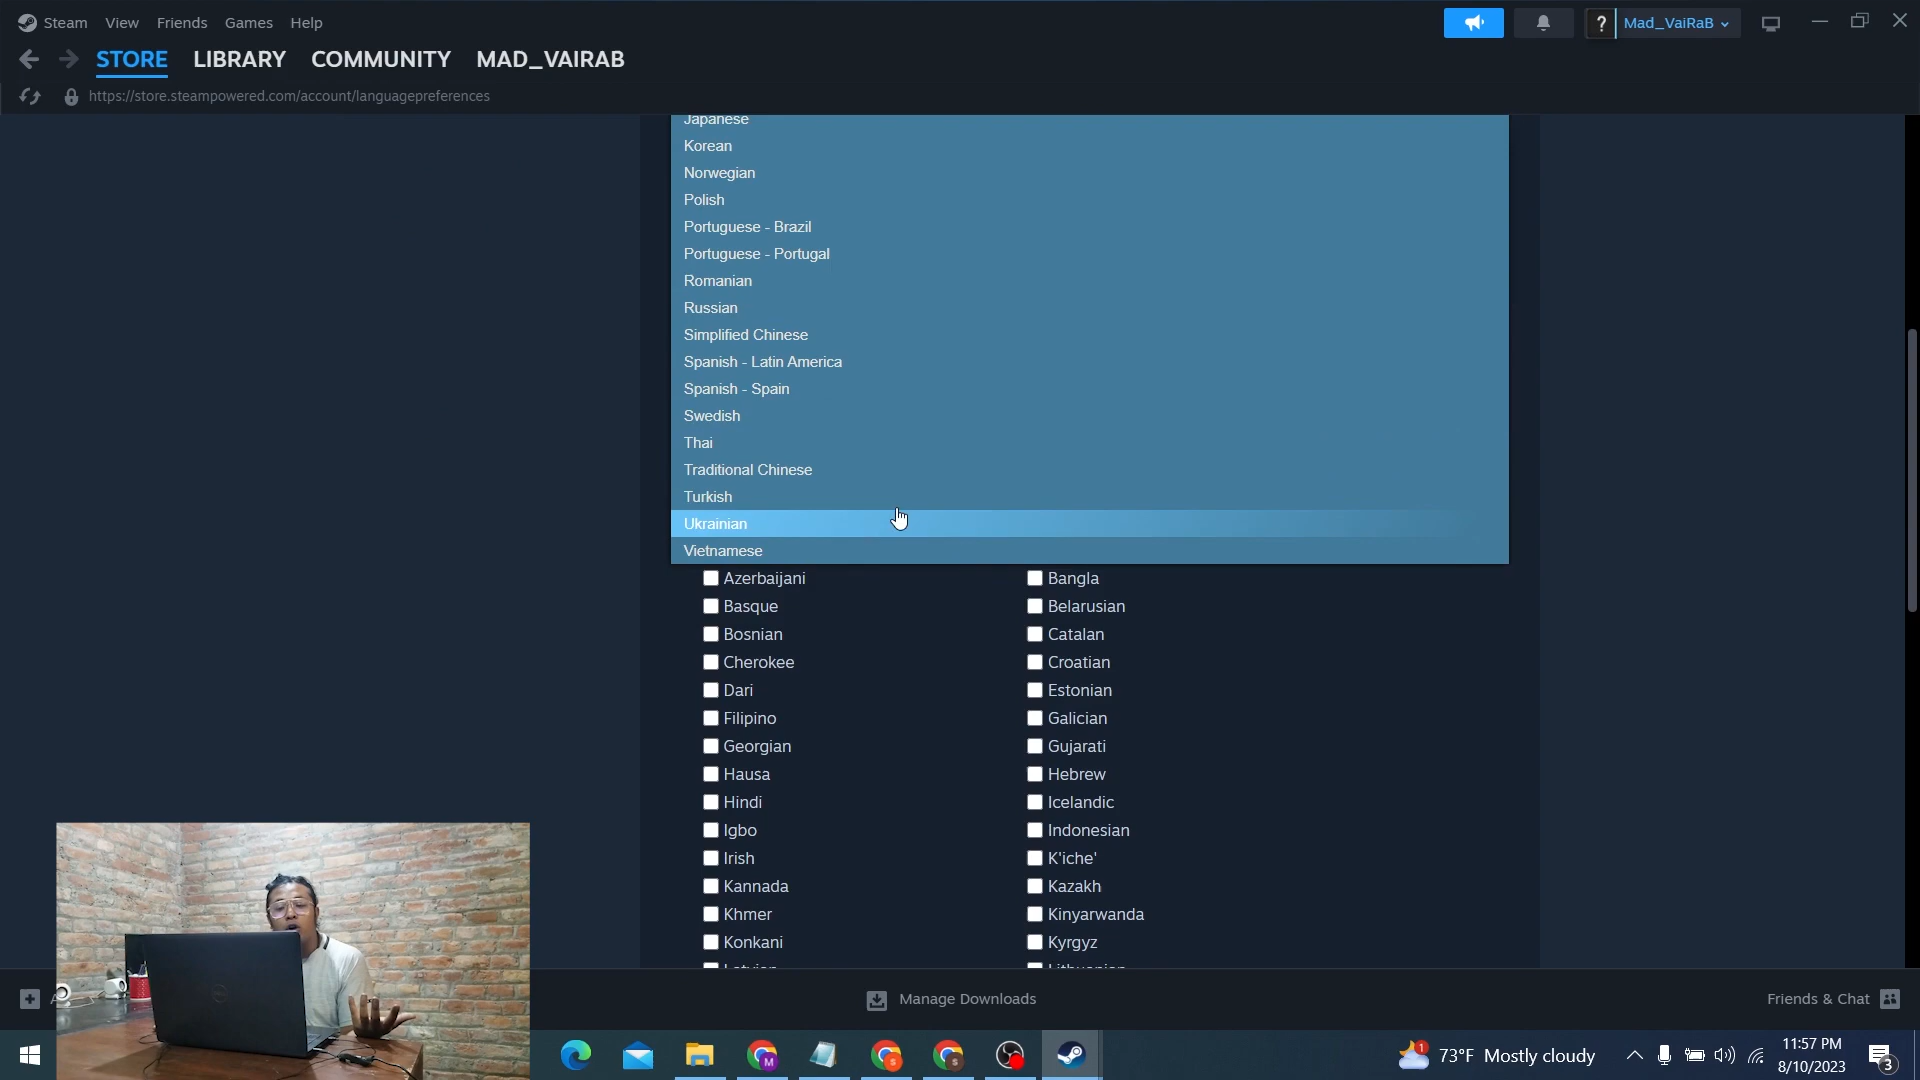 Steam View Friends Games Help
? Mad_VaiRaB
STORE LIBRARY COMMUNITY MAD_VAIRAB
https://store.steampowered.com/account/languagepreferences
Japanese
Korean
Norwegian
Polish
Portuguese - Brazil
Portuguese - Portugal
Romanian
Russian
Simplified Chinese
Spanish - Latin America
Spanish - Spain
Swedish
Thai
Traditional Chinese
Turkish
Ukrainian
Vietnamese
Azerbaijani Bangla
Basque Belarusian
Bosnian Catalan
Cherokee Croatian
Dari Estonian
Filipino Galician
Georgian Gujarati
Hausa Hebrew
Hindi Icelandic
Igbo Indonesian
Irish K'iche'
Kannada Kazakh
Khmer Kinyarwanda
Konkani Kyrgyz
Manage Downloads
Friends & Chat
1
73°F Mostly cloudy
11:57 PM
8/10/2023
3